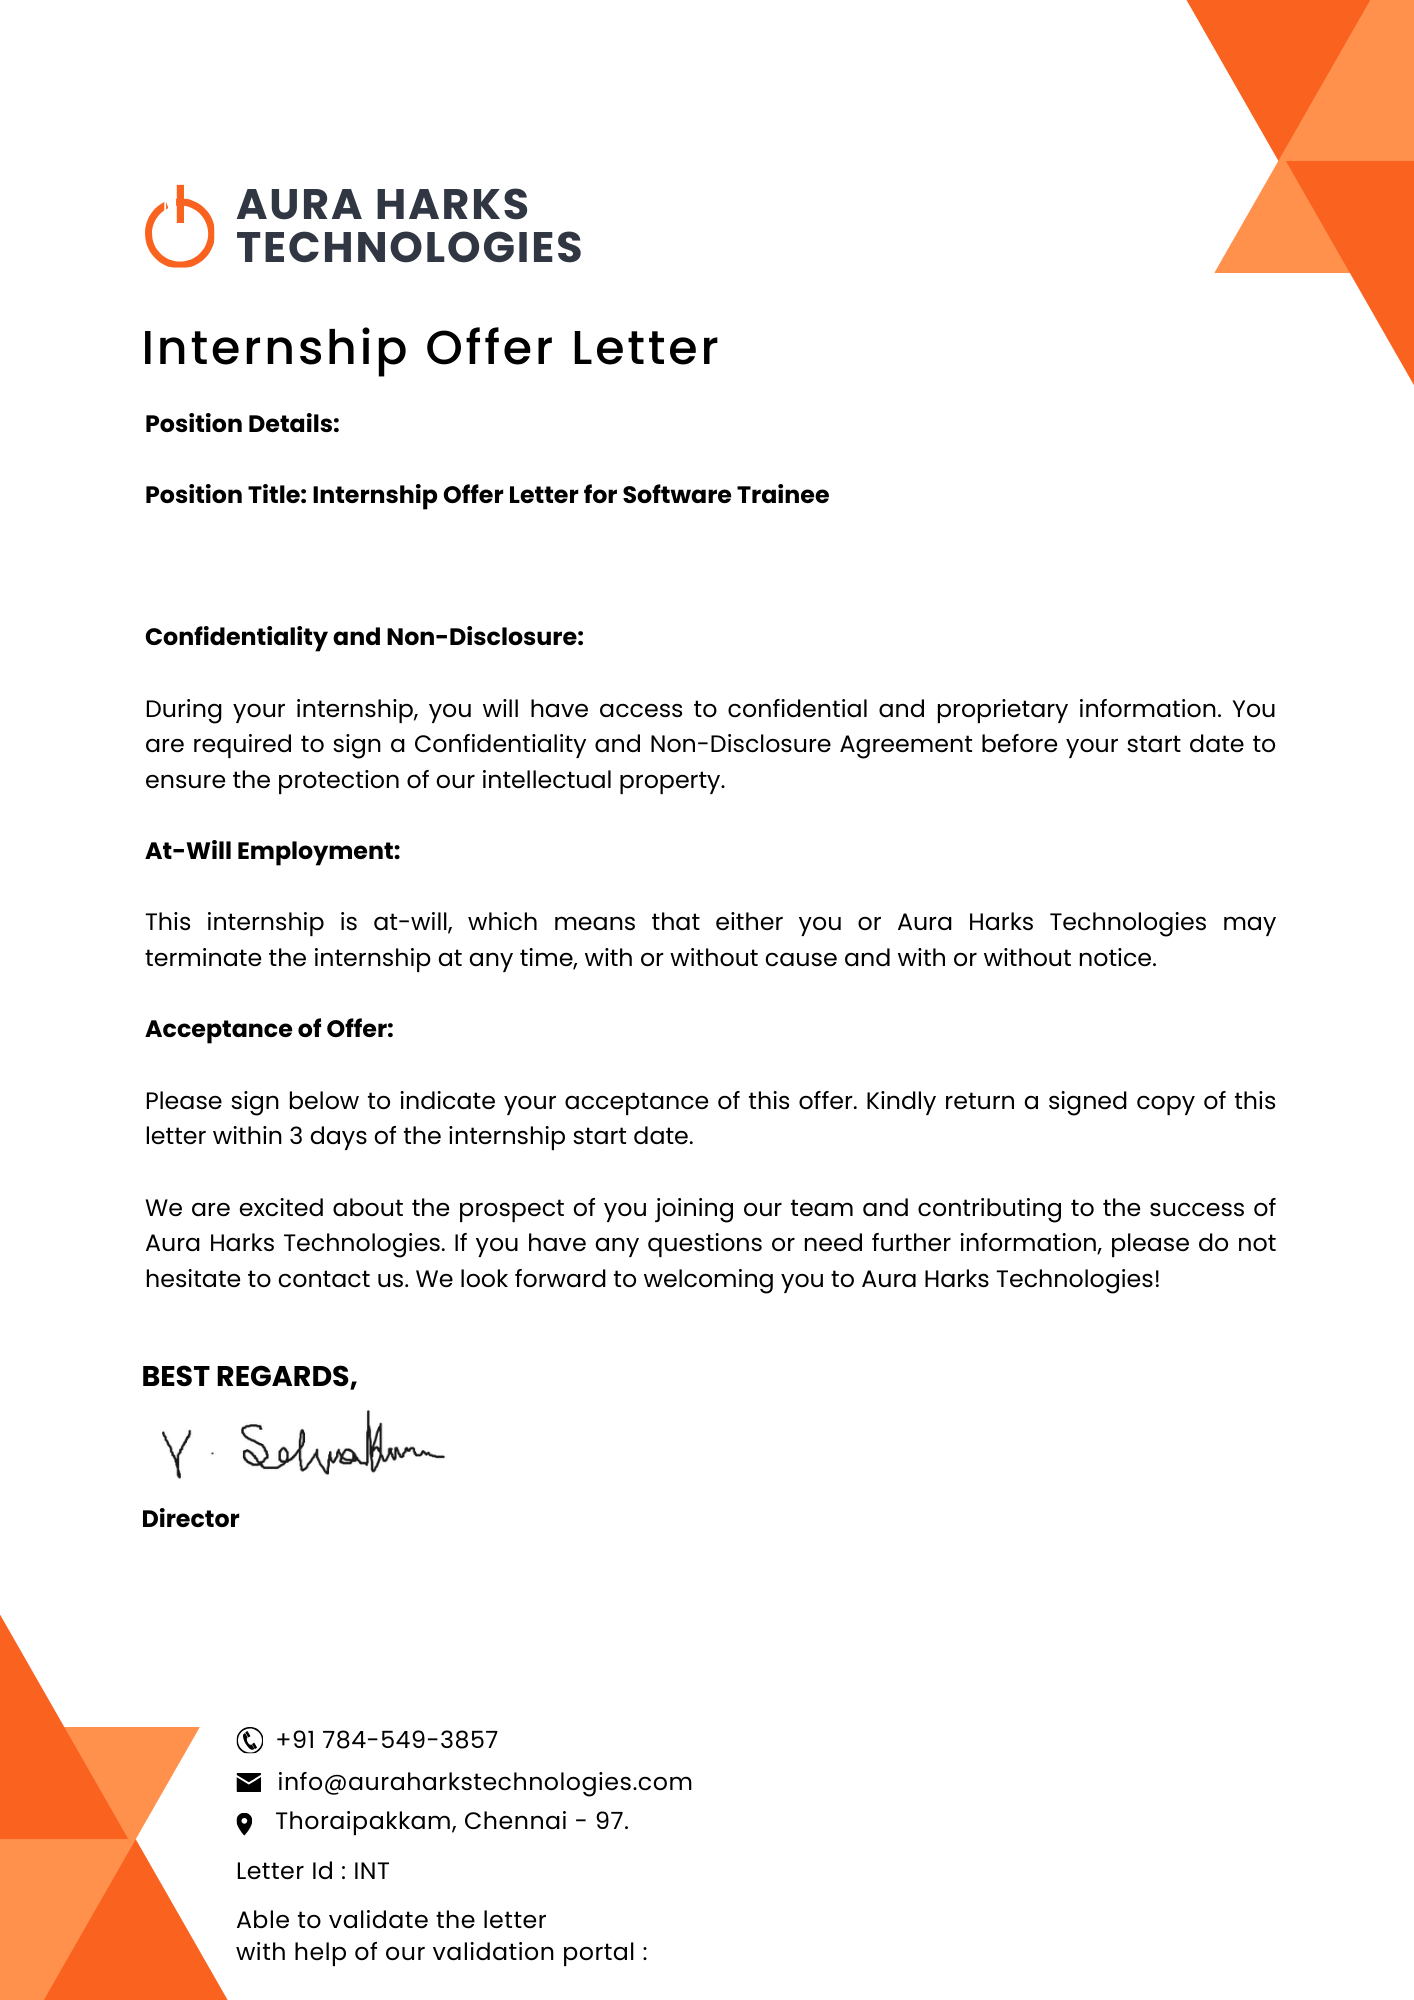 AURA HARKS
TECHNOLOGIES
Internship Offer Letter
Position Details:
Position Title: Internship Offer Letter for Software Trainee
Confidentiality and Non-Disclosure:
During your internship, you will have access to confidential and proprietary information. You
are required to sign a Confidentiality and Non-Disclosure Agreement before your start date to
ensure the protection of our intellectual property.
At-Will Employment:
This internship is at-will, which means that either you or Aura Harks Technologies may
terminate the internship at any time, with or without cause and with or without notice.
Acceptance of Offer:
Please sign below to indicate your acceptance of this offer. Kindly return a signed copy of this
letter within 3 days of the internship start date.
We are excited about the prospect of you joining our team and contributing to the success of
Aura Harks Technologies. If you have any questions or need further information, please do not
hesitate to contact us. We look forward to welcoming you to Aura Harks Technologies!
BEST REGARDS,
Director
+91 784-549-3857
info@auraharkstechnologies.com
Thoraipakkam, Chennai - 97.
Letter Id : INT
Able to validate the letter
with help of our validation portal :